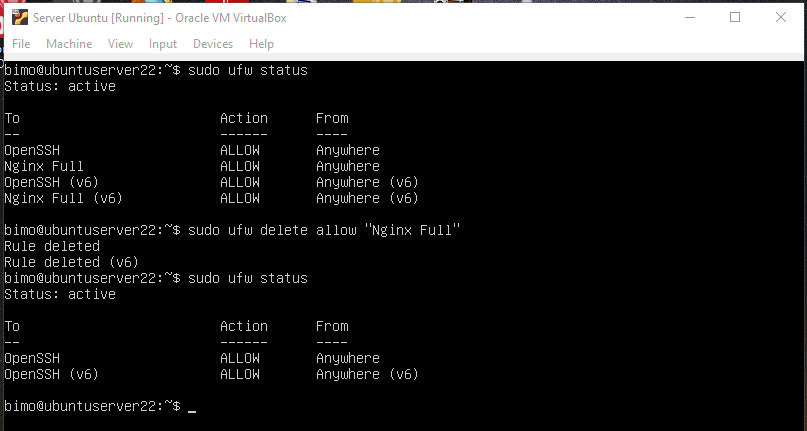 Server Ubuntu [Running] - Oracle VM VirtualBox
File Machine View Input Devices Help
bimo@ubuntuserver22:~$ sudo ufw status
Status: active
To Action From
-- ------ ----
OpenSSH ALLOW Anywhere
Nginx Full ALLOW Anywhere
OpenSSH (v6) ALLOW Anywhere (v6)
Nginx Full (v6) ALLOW Anywhere (v6)
bimo@ubuntuserver22:~$ sudo ufw delete allow "Nginx Full"
Rule deleted
Rule deleted (v6)
bimo@ubuntuserver22:~$ sudo ufw status
Status: active
To Action From
-- ------ ----
OpenSSH ALLOW Anywhere
OpenSSH (v6) ALLOW Anywhere (v6)
bimo@ubuntuserver22:~$ _